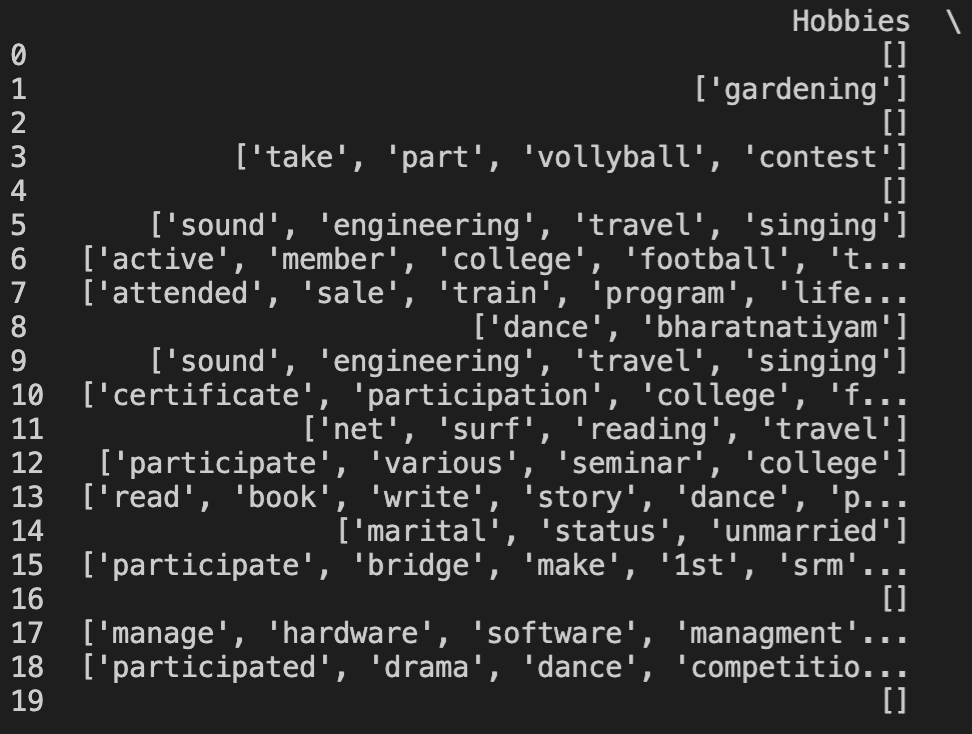 Hobbies \
0 []
1 ['gardening']
2 []
3 ['take', 'part', 'vollyball', 'contest']
4 []
5 ['sound', 'engineering', 'travel', 'singing']
6 ['active', 'member', 'college', 'football', 't...
7 ['attended', 'sale', 'train', 'program', 'life...
8 ['dance', 'bharatnatiyam']
9 ['sound', 'engineering', 'travel', 'singing']
10 ['certificate', 'participation', 'college', 'f...
11 ['net', 'surf', 'reading', 'travel']
12 ['participate', 'various', 'seminar', 'college']
13 ['read', 'book', 'write', 'story', 'dance', 'p...
14 ['marital', 'status', 'unmarried']
15 ['participate', 'bridge', 'make', '1st', 'srm'...
16 []
17 ['manage', 'hardware', 'software', 'managment'...
18 ['participated', 'drama', 'dance', 'competitio...
19 []